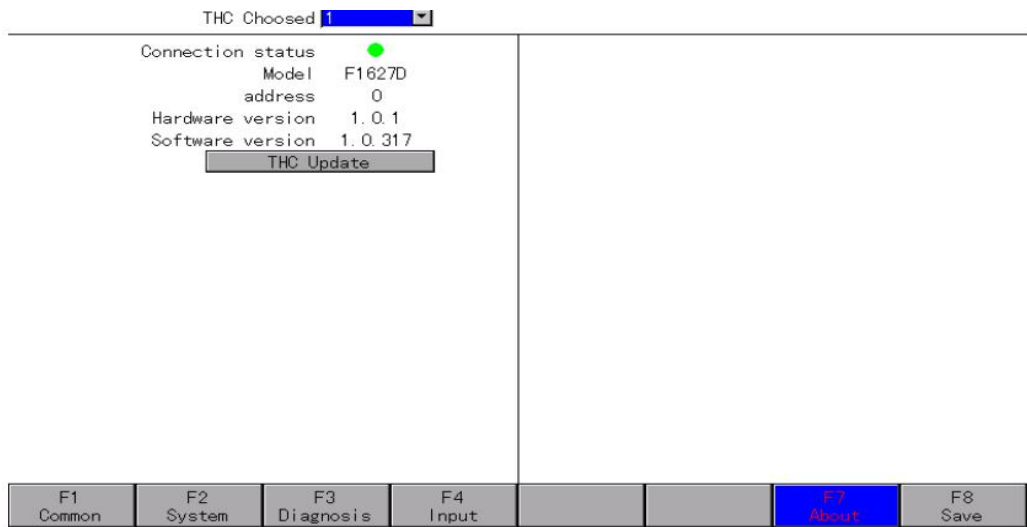 THC Choosed 1
Connection status
Model F1627D
address 0
Hardware version 1.0.1
Software version 1.0.317
THC Update
F1 F2 F3 F4 F7 F8
Common System Diagnosis Input About Save